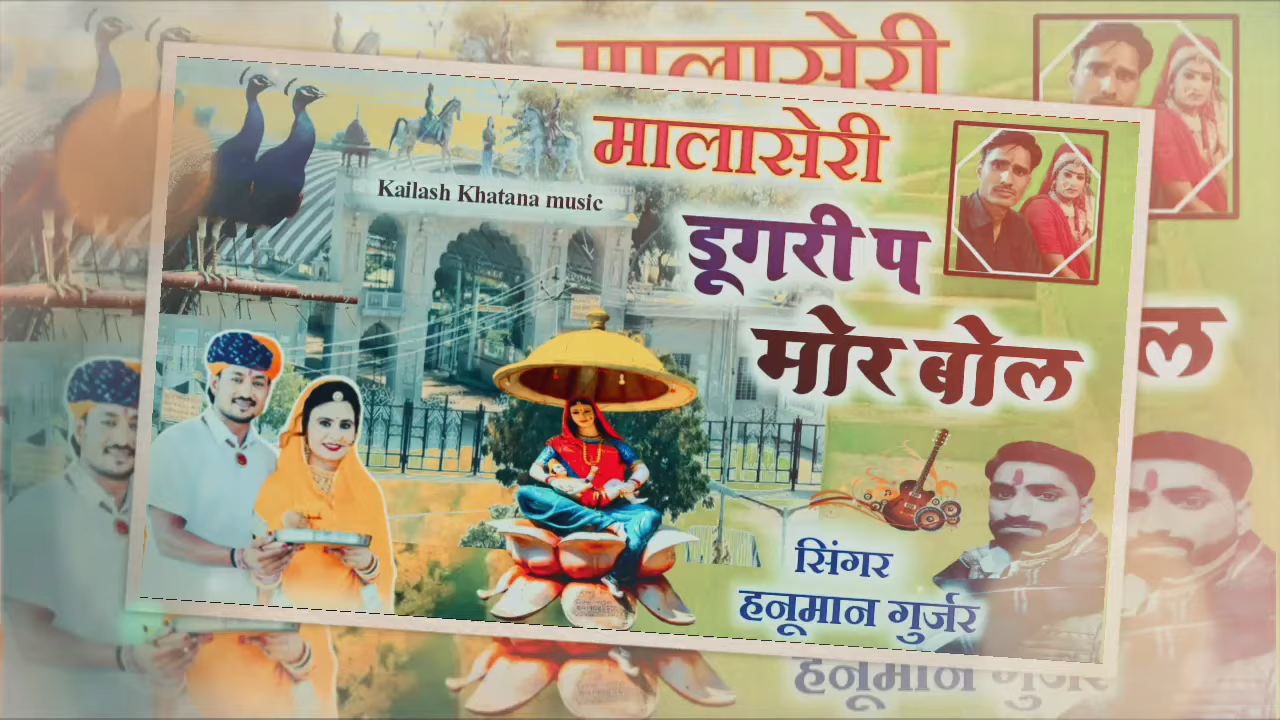 मालासेरी
Kailash Khatana music
डूगरी प
मोर बोल
सिंगर
हनूमान गुर्जर